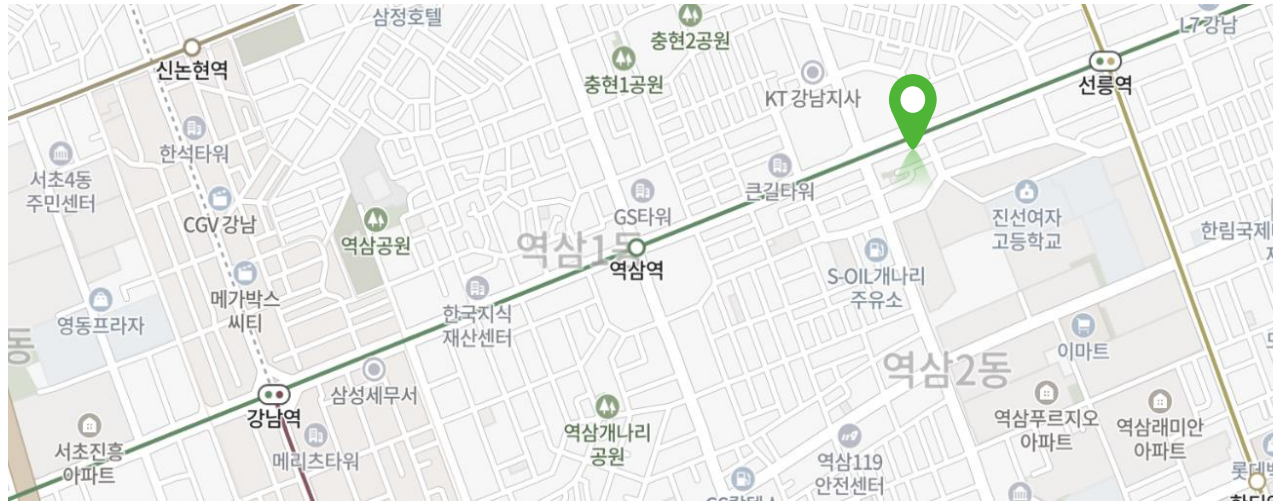 삼정호텔
충현2공원
L7 강남
신논현역
충현1공원
KT 강남지사
선릉역
한석타워
서초4동
주민센터
CGV 강남
역삼공원
GS타워
큰길타워
진선여자
고등학교
한림국제
역삼1동
역삼역
S-OIL개나리
주유소
메가박스
씨티
한국지식
재산센터
영동프라자
동
이마트
역삼2동
삼성세무서
강남역
역삼개나리
공원
역삼푸르지오
아파트
역삼래미안
아파트
서초진흥
아파트
메리츠타워
역삼119
안전센터